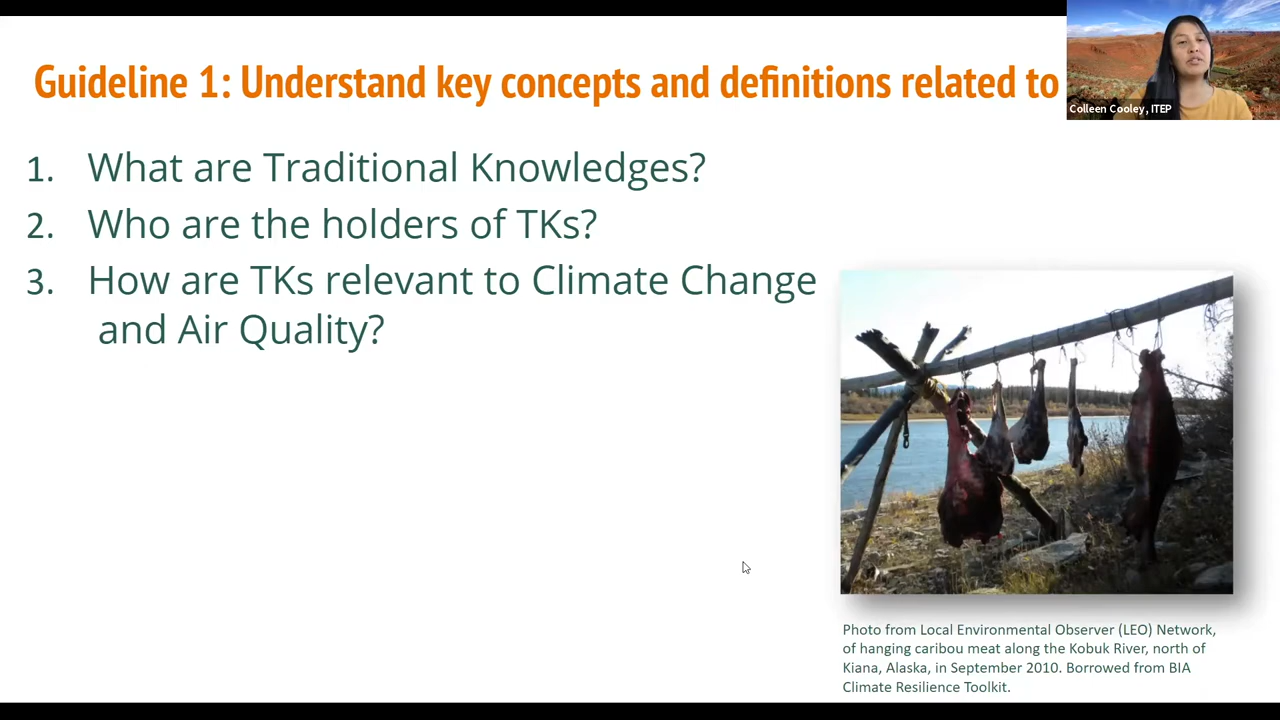 Guideline 1: Understand key concepts and definitions related to
Colleen Cooley, ITEP
1. What are Traditional Knowledges?
2. Who are the holders of TKs?
3. How are TKs relevant to Climate Change
and Air Quality?
Photo from Local Environmental Observer (LEO) Network,
of hanging caribou meat along the Kobuk River, north of
Kiana, Alaska, in September 2010. Borrowed from BIA
Climate Resilience Toolkit.